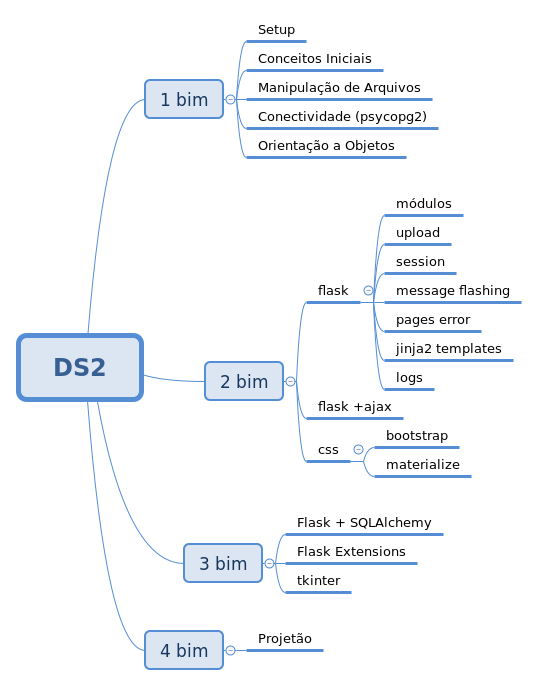 DS2
1 bim
Setup
Conceitos Iniciais
Manipulação de Arquivos
Conectividade (psycopg2)
Orientação a Objetos
2 bim
flask
módulos
upload
session
message flashing
pages error
jinja2 templates
logs
flask +ajax
css
bootstrap
materialize
3 bim
Flask + SQLAlchemy
Flask Extensions
tkinter
4 bim
Projetão